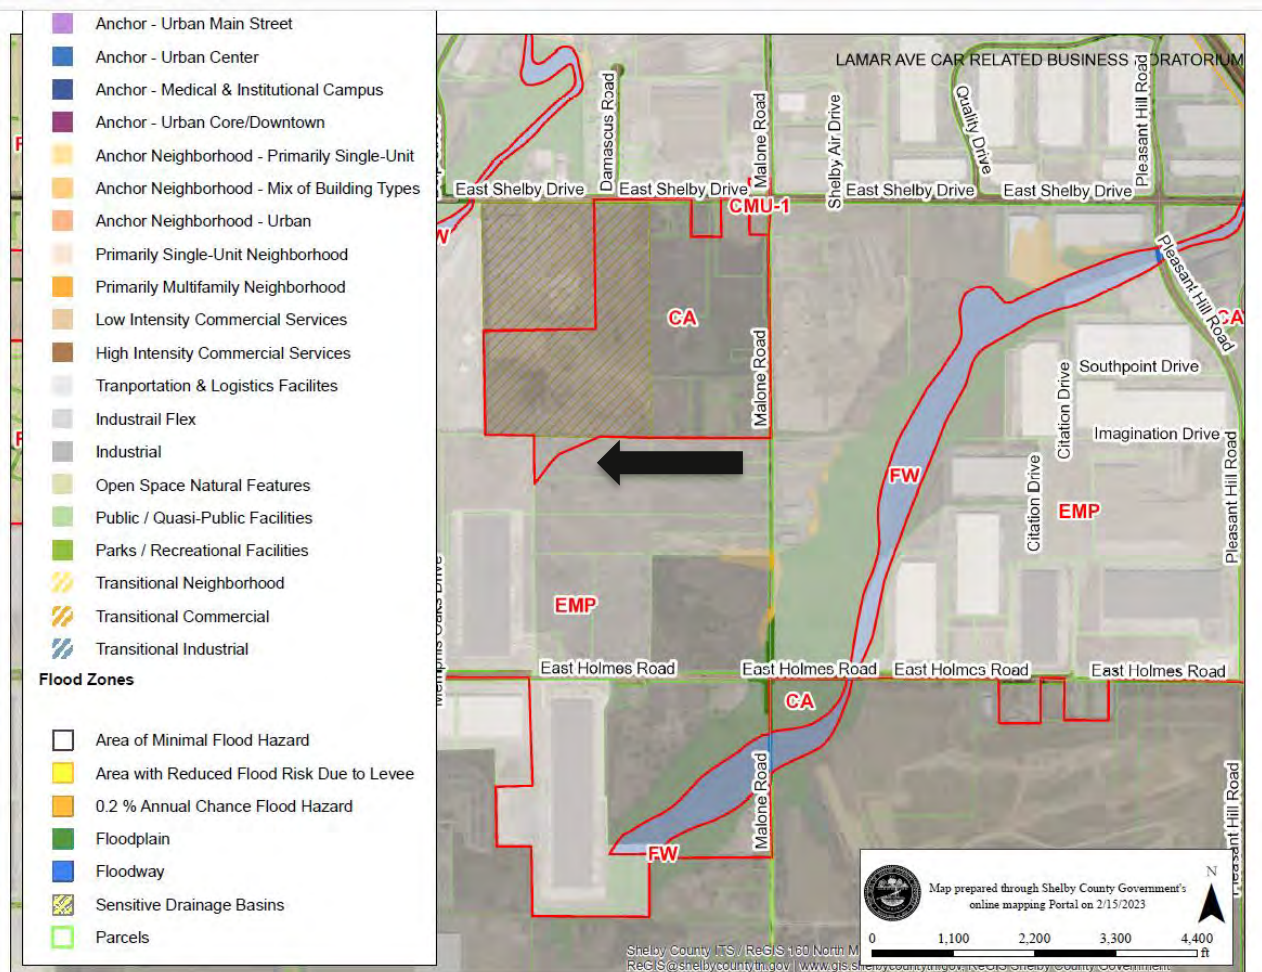 Anchor - Urban Main Street
Anchor - Urban Center
Anchor - Medical & Institutional Campus
Anchor - Urban Core/Downtown
Anchor Neighborhood - Primarily Single-Unit
Anchor Neighborhood - Mix of Building Types
Anchor Neighborhood - Urban
Primarily Single-Unit Neighborhood
Primarily Multifamily Neighborhood
Low Intensity Commercial Services
High Intensity Commercial Services
Tranportation & Logistics Facilites
Industrail Flex
Industrial
Open Space Natural Features
Public / Quasi-Public Facilities
Parks / Recreational Facilities
Transitional Neighborhood
Transitional Commercial
Transitional Industrial
Flood Zones
Area of Minimal Flood Hazard
Area with Reduced Flood Risk Due to Levee
0.2 % Annual Chance Flood Hazard
Floodplain
Floodway
Sensitive Drainage Basins
Parcels
LAMAR AVE CAR RELATED BUSINESS
Damascus Road
Malone Road
Shelby Air Drive
Quality Drive
Pleasant Hill Road
East Shelby Drive
East Shelby Drive
East Shelby Drive
East Shelby Drive
CMU-1
W
Pleasant Hill Road
CA
CA
Malone Road
Southpoint Drive
Citation Drive
Imagination Drive
FW
Citation Drive
EMP
Pleasant Hill Road
EMP
East Holmes Road
East Holmes Road
East Holmes Road
East Holmes Road
CA
Malone Road
FW
Map prepared through Shelby County Government's
online mapping Portal on 2/15/2023
N
0 1,100 2,200 3,300 4,400
ft
Shelby County ITS / ReGIS 160 North M